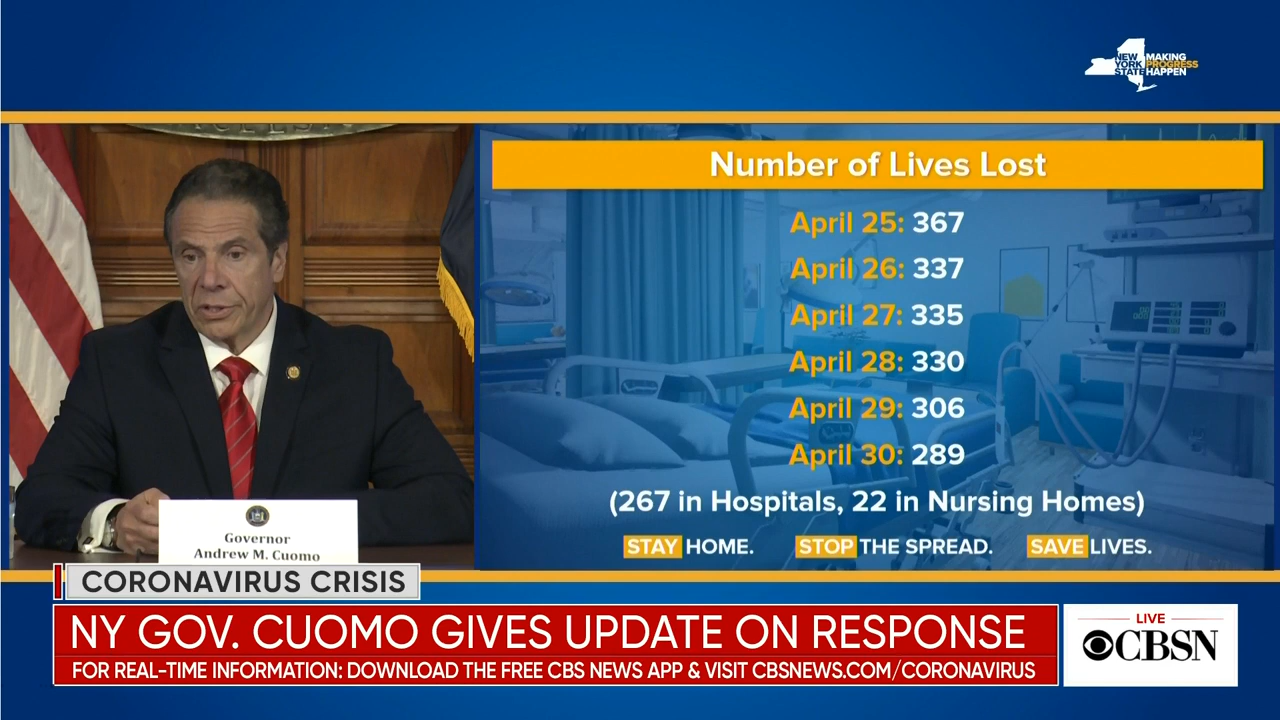 NEW YORK STATE
MAKING PROGRESS HAPPEN
Number of Lives Lost
April 25: 367
April 26: 337
April 27: 335
April 28: 330
April 29: 306
April 30: 289
(267 in Hospitals, 22 in Nursing Homes)
STAY HOME. STOP THE SPREAD. SAVE LIVES.
Governor
Andrew M. Cuomo
CORONAVIRUS CRISIS
NY GOV. CUOMO GIVES UPDATE ON RESPONSE
FOR REAL-TIME INFORMATION: DOWNLOAD THE FREE CBS NEWS APP & VISIT CBSNEWS.COM/CORONAVIRUS
LIVE
CBSN